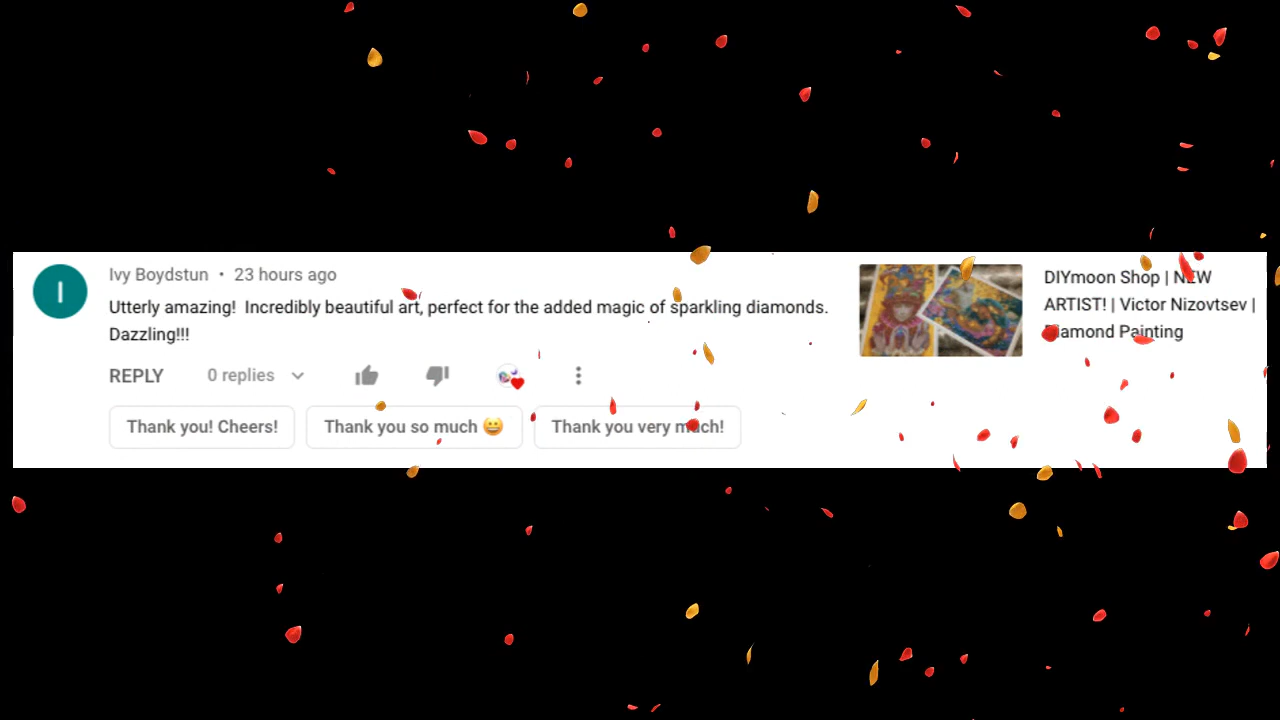 Ivy Boydstun • 23 hours ago
Utterly amazing!  Incredibly beautiful art, perfect for the added magic of sparkling diamonds.
Dazzling!!!
REPLY 0 replies
Thank you! Cheers! Thank you so much 😀 Thank you very much!
I
DIYmoon Shop | NEW
ARTIST! | Victor Nizovtsev |
Diamond Painting